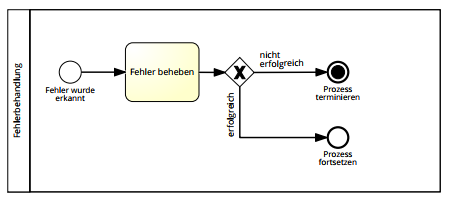 Fehlerbehandlung
Fehler wurde
erkannt
Fehler beheben
nicht
erfolgreich
erfolgreich
Prozess
terminieren
Prozess
fortsetzen